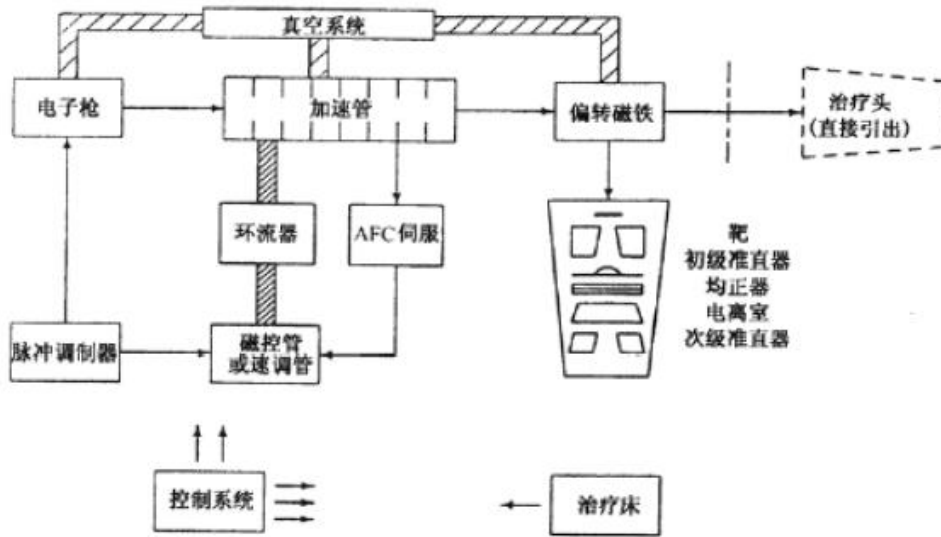 真空系统
电子枪
加速管
偏转磁铁
治疗头
(直接引出)
环流器
AFC伺服
靶
初级准直器
均正器
电离室
次级准直器
脉冲调制器
磁控管
或速调管
控制系统
治疗床